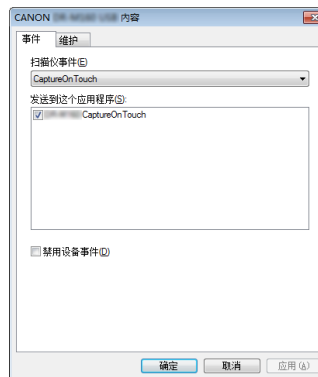 CANON 内容
事件 维护
扫描仪事件(E)
CaptureOnTouch
发送到这个应用程序(S):
CaptureOnTouch
禁用设备事件(D)
确定 取消 应用(A)